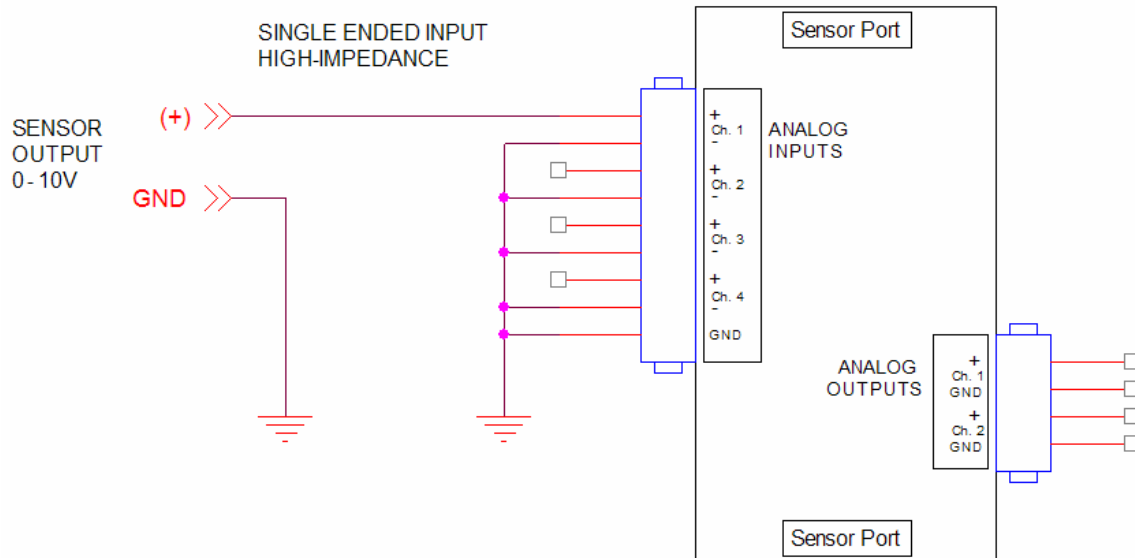 Sensor Port
SINGLE ENDED INPUT
HIGH-IMPEDANCE
(+)
SENSOR
OUTPUT
0 - 10V
GND
+
Ch. 1
-
+
Ch. 2
-
+
Ch. 3
-
+
Ch. 4
-
GND
ANALOG
INPUTS
ANALOG
OUTPUTS
+
Ch. 1
GND
+
Ch. 2
GND
Sensor Port